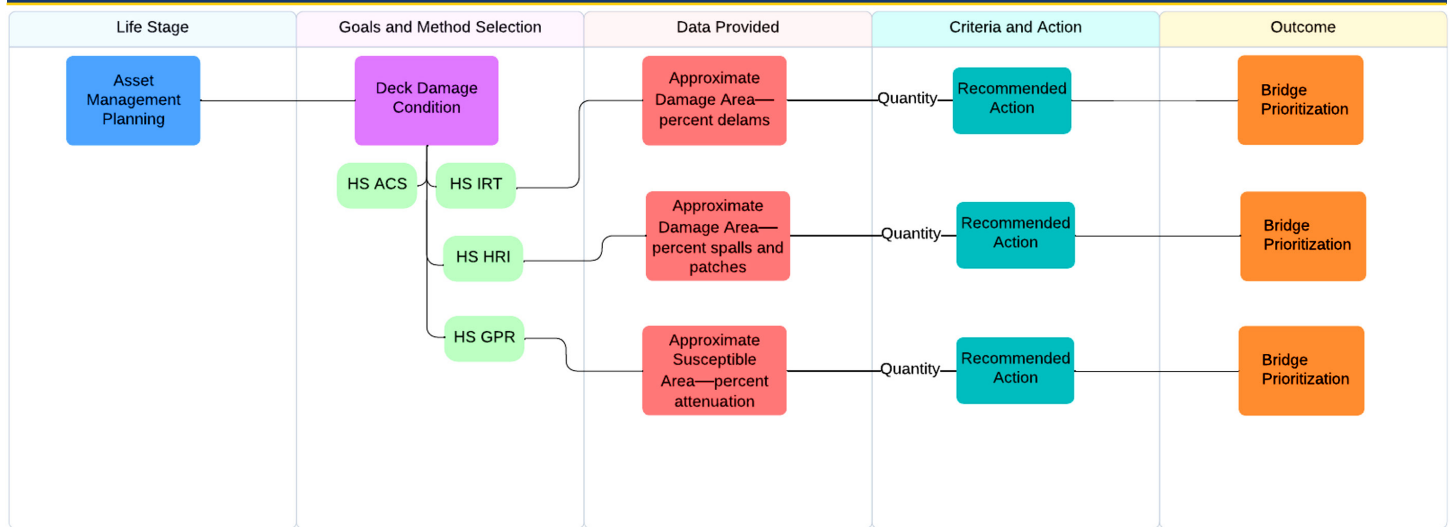 Life Stage
Goals and Method Selection
Data Provided
Criteria and Action
Outcome
Asset
Management
Planning
Deck Damage
Condition
HS ACS
HS IRT
HS HRI
HS GPR
Approximate
Damage Area—
percent delams
Quantity
Recommended
Action
Bridge
Prioritization
Approximate
Damage Area—
percent spalls and
patches
Quantity
Recommended
Action
Bridge
Prioritization
Approximate
Susceptible
Area—percent
attenuation
Quantity
Recommended
Action
Bridge
Prioritization